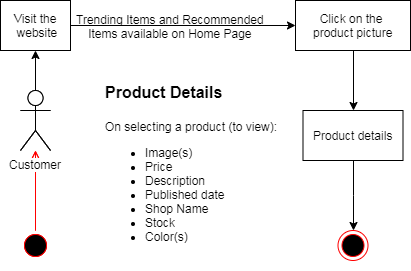 Visit the
website
Trending Items and Recommended
Items available on Home Page
Click on the
product picture
Product Details
On selecting a product (to view):
Image(s)
Price
Description
Published date
Shop Name
Stock
Color(s)
Product details
Customer